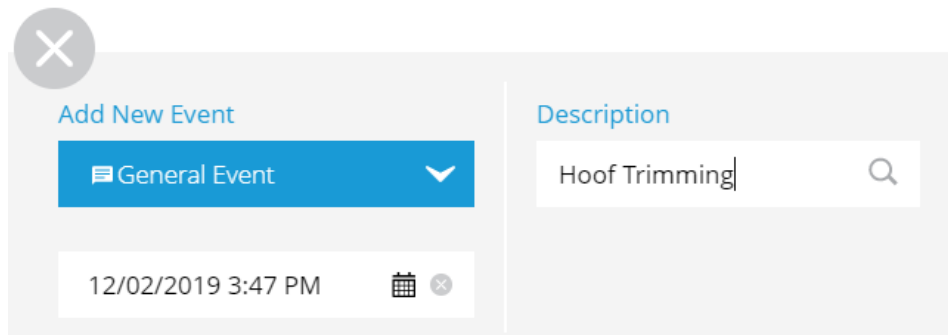 Add New Event
General Event
12/02/2019 3:47 PM
Description
Hoof Trimming